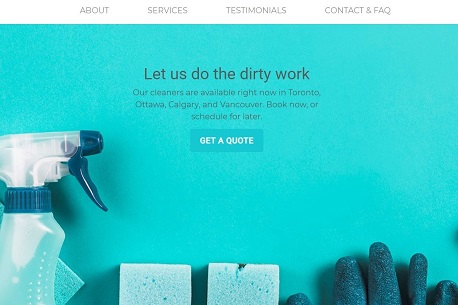 ABOUT SERVICES TESTIMONIALS CONTACT & FAQ
Let us do the dirty work
Our cleaners are available right now in Toronto,
Ottawa, Calgary, and Vancouver. Book now, or
schedule for later.
GET A QUOTE